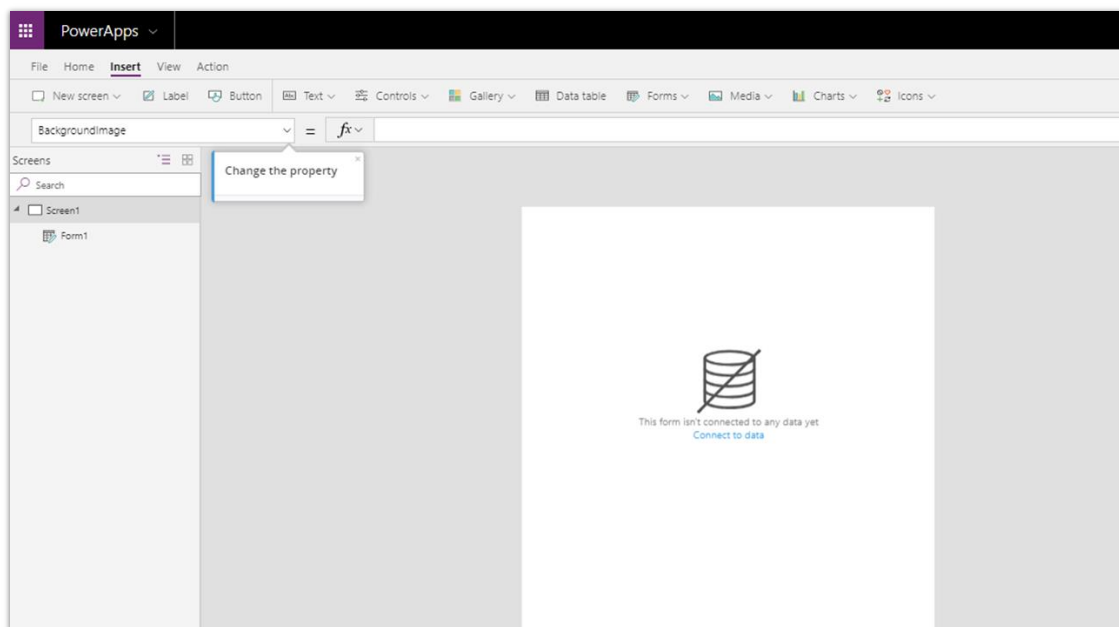 PowerApps
File Home Insert View Action
New screen Label Button Text Controls Gallery Data table Forms Media Charts Icons
BackgroundImage = fx
Screens
Change the property
Search
Screen1
Form1
This form isn't connected to any data yet
Connect to data